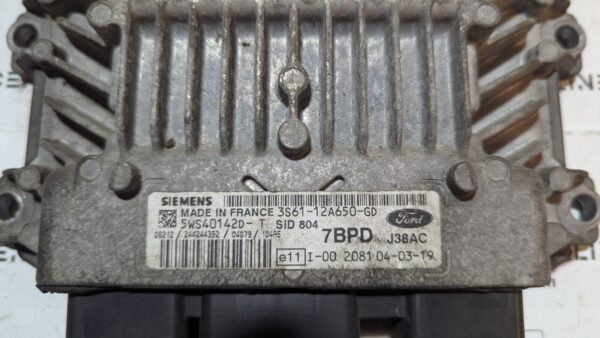 SIEMENS
MADE IN FRANCE 3S61-12A650-GD
5WS40142D- T SID 804
Ford
7BPD J38AC
e11 I-00 2081 04-03-19